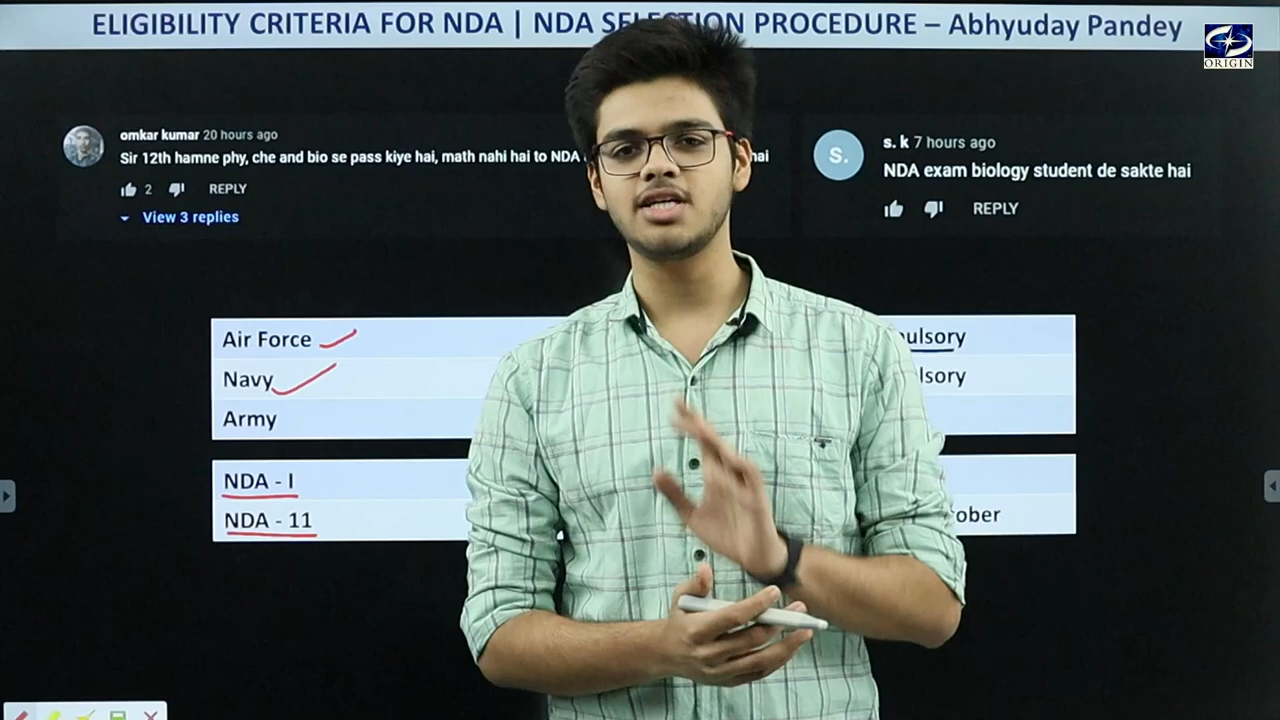 ELIGIBILITY CRITERIA FOR NDA | NDA SELECTION PROCEDURE – Abhyuday Pandey
ORIGIN
omkar kumar 20 hours ago
Sir 12th hamne phy, che and bio se pass kiye hai, math nahi hai to NDA hai
2 REPLY
View 3 replies
S.
s. k 7 hours ago
NDA exam biology student de sakte hai
REPLY
Air Force
Navy
Army
NDA - I
NDA - 11